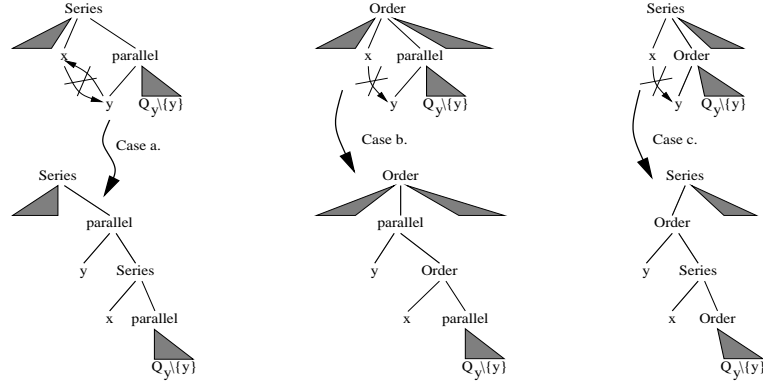 Series Order Series
x parallel x parallel x Order
y Q_y\{y} y Q_y\{y} y Q_y\{y}
Case a. Case b. Case c.
Series Order Series
parallel parallel Order
y Series y Order y Series
x parallel x parallel x Order
Q_y\{y} Q_y\{y} Q_y\{y}